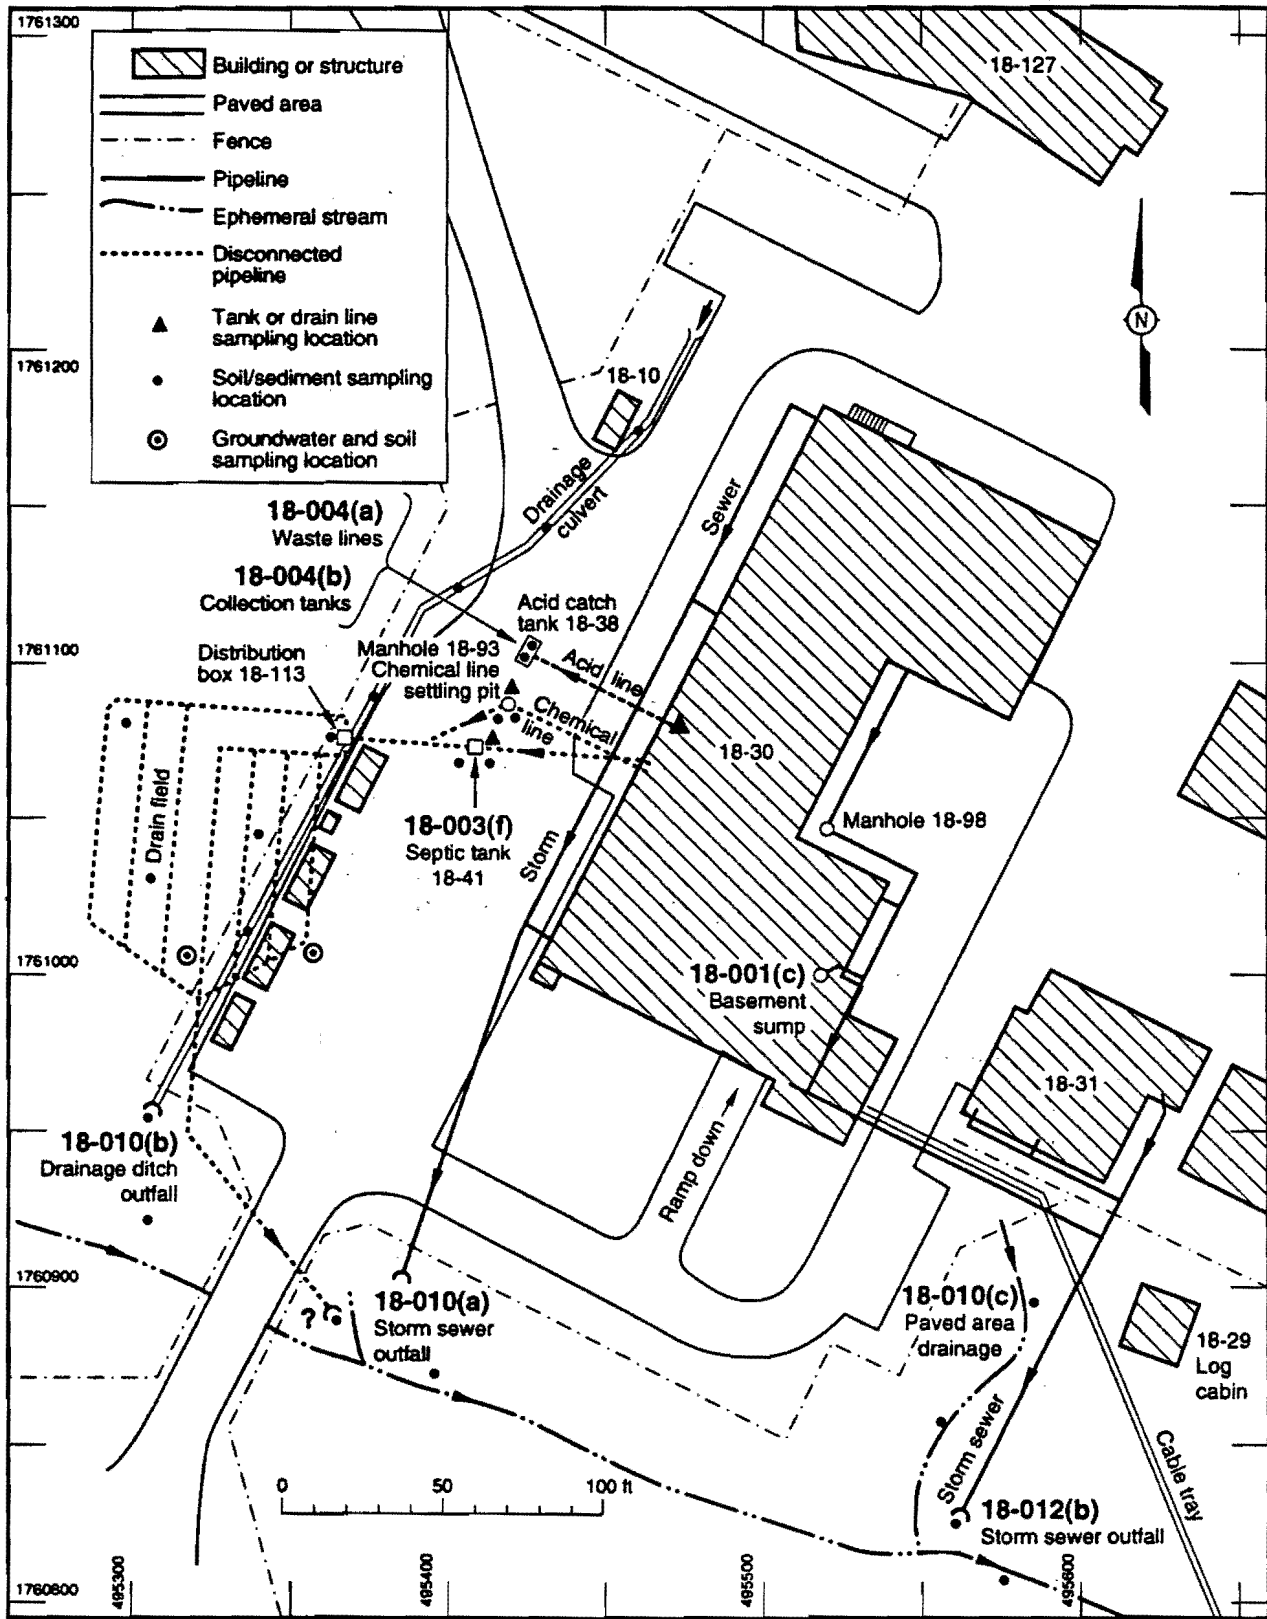 1761300
Building or structure
Paved area
Fence
Pipeline
Ephemeral stream
Disconnected
pipeline
Tank or drain line
sampling location
Soil/sediment sampling
location
Groundwater and soil
sampling location
18-127
N
1761200
18-10
Drainage
culvert
Sewer
18-004(a)
Waste lines
18-004(b)
Collection tanks
Acid catch
tank 18-38
1761100
Distribution
box 18-113
Manhole 18-93
Chemical line
settling pit
Acid line
Chemical
line
18-30
Drain field
Manhole 18-98
18-003(f)
Septic tank
18-41
Storm
1761000
18-001(c)
Basement
sump
18-31
18-010(b)
Drainage ditch
outfall
Ramp down
1760900
?
18-010(a)
Storm sewer
outfall
18-010(c)
Paved area
drainage
18-29
Log
cabin
Storm sewer
Cable tray
0 50 100 ft
18-012(b)
Storm sewer outfall
1760800
495300
495400
495500
495600